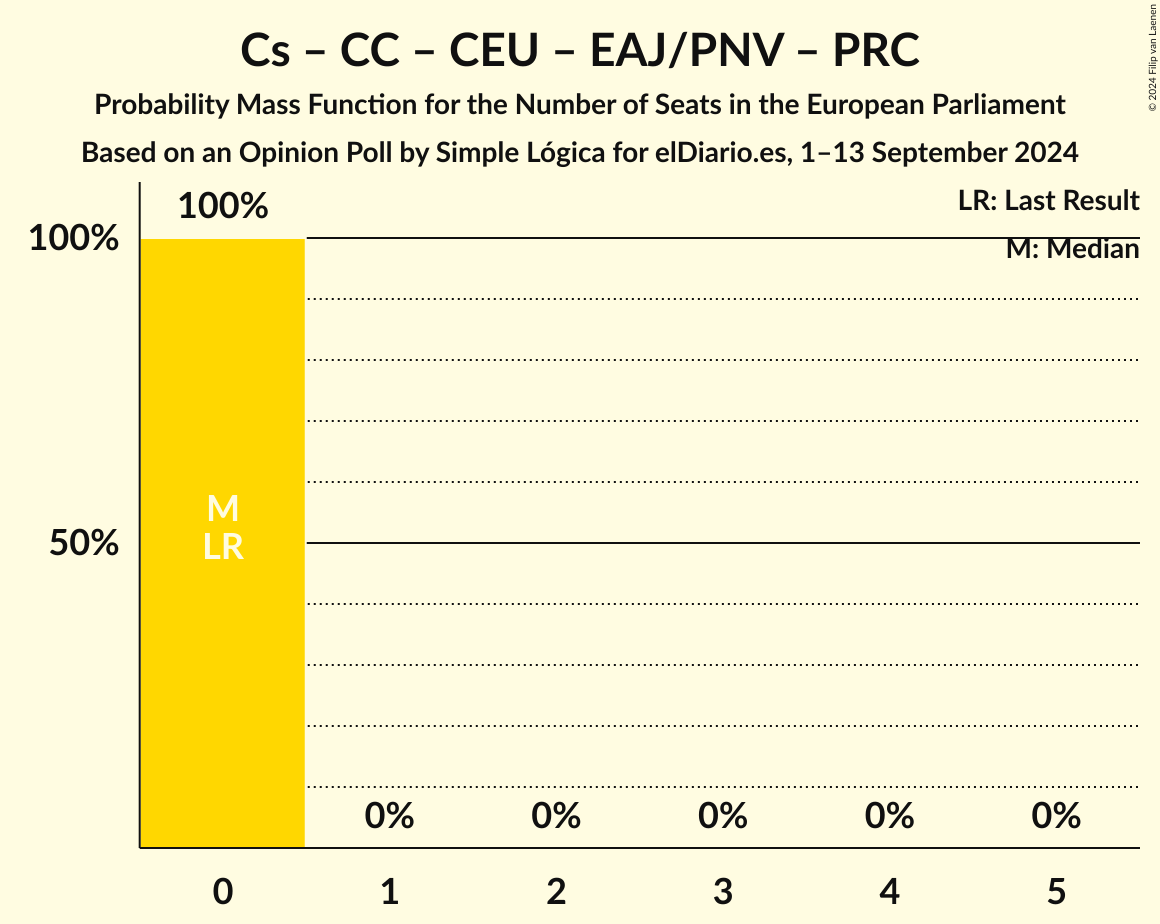 Cs – CC – CEU – EAJ/PNV – PRC
Probability Mass Function for the Number of Seats in the European Parliament
Based on an Opinion Poll by Simple Lógica for elDiario.es, 1–13 September 2024
© 2024 Filip van Laenen
LR: Last Result
M: Median
100%
100%
50%
M
LR
0% 0% 0% 0% 0%
0 1 2 3 4 5